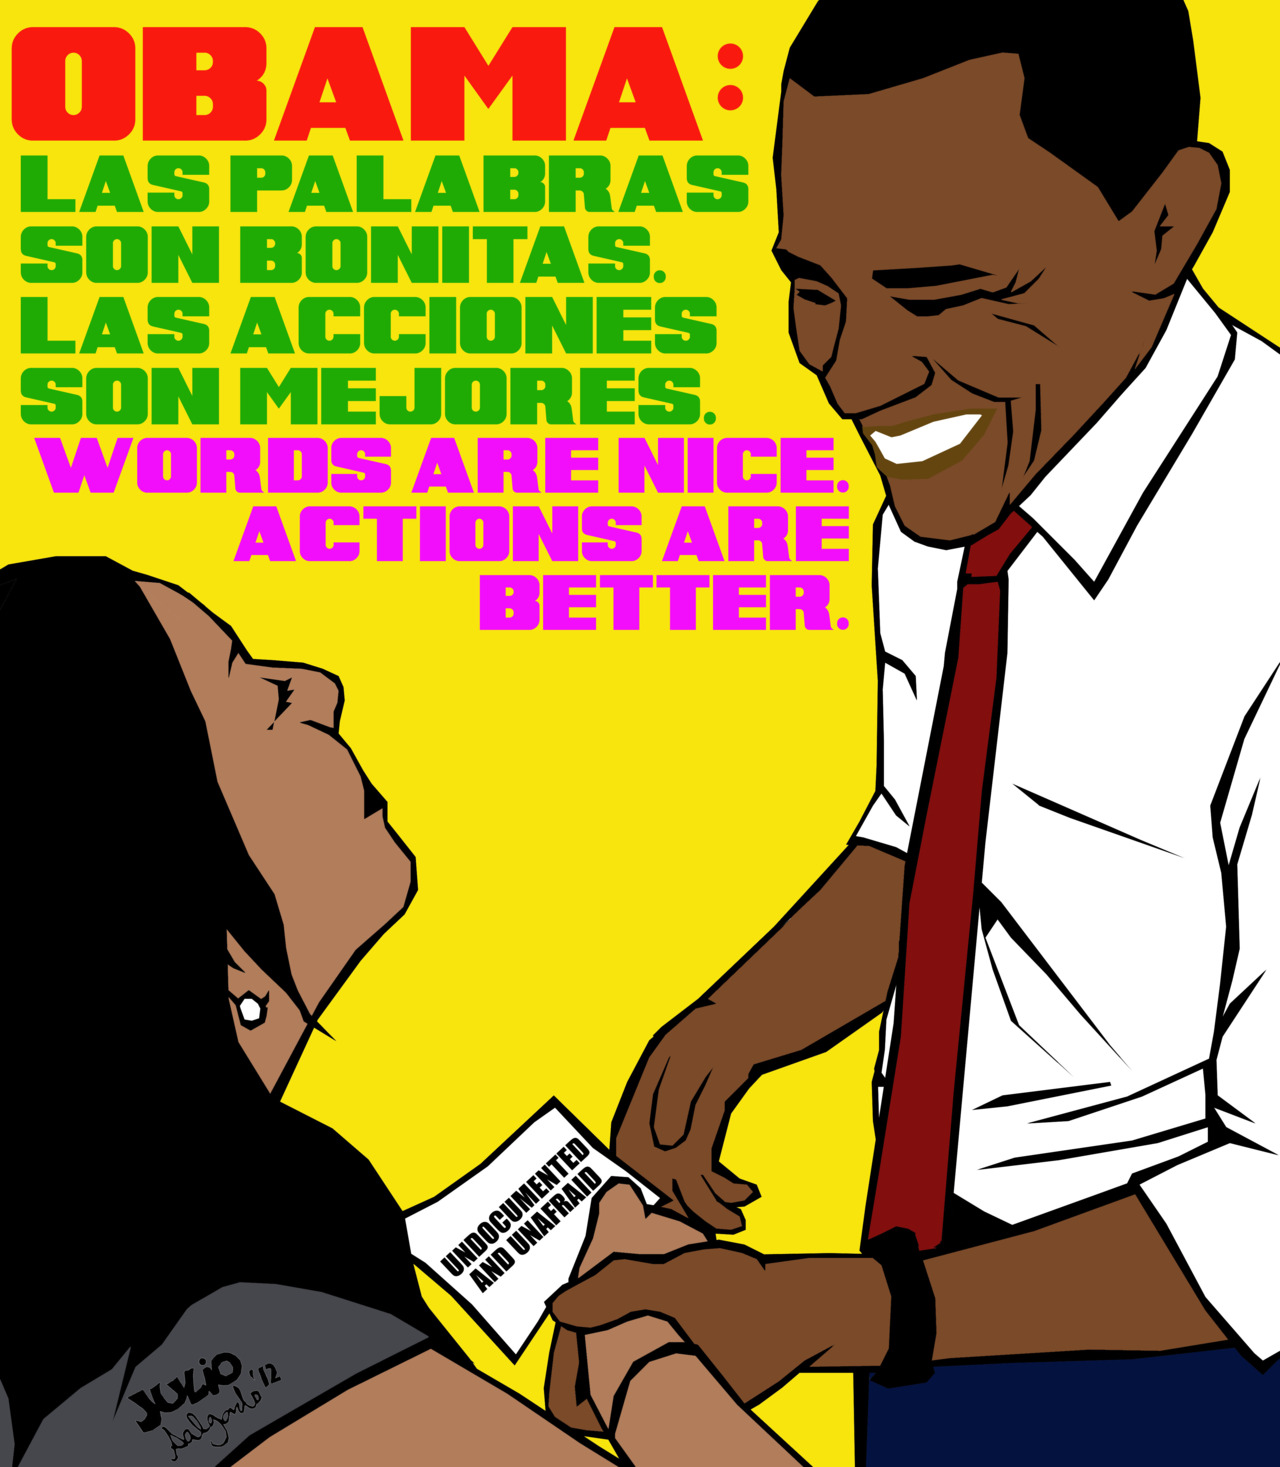 OBAMA:
LAS PALABRAS
SON BONITAS.
LAS ACCIONES
SON MEJORES.
WORDS ARE NICE.
ACTIONS ARE
BETTER.
UNDOCUMENTED
AND UNAFRAID
JULiO
Salgado '12